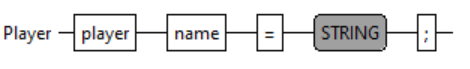 Player player name = STRING ;